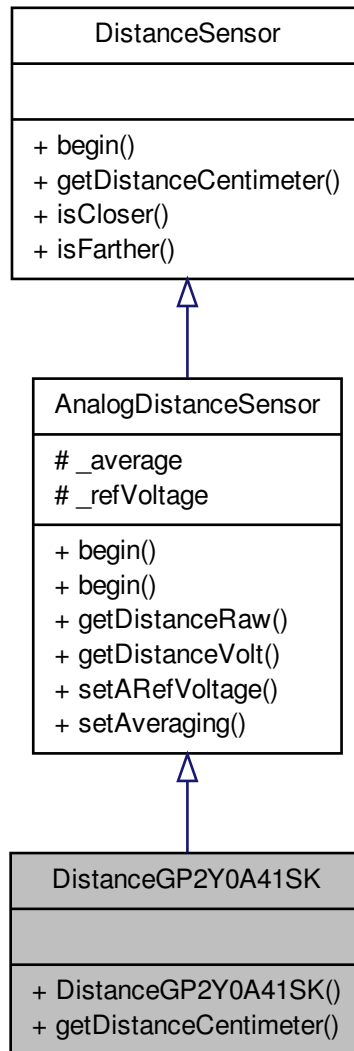 DistanceSensor
+ begin()
+ getDistanceCentimeter()
+ isCloser()
+ isFarther()
AnalogDistanceSensor
# _average
# _refVoltage
+ begin()
+ begin()
+ getDistanceRaw()
+ getDistanceVolt()
+ setARefVoltage()
+ setAveraging()
DistanceGP2Y0A41SK
+ DistanceGP2Y0A41SK()
+ getDistanceCentimeter()